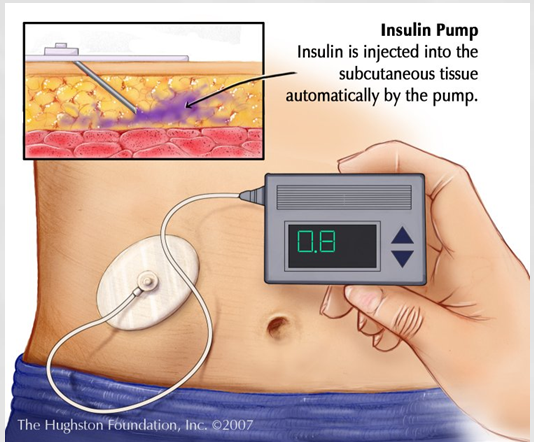 Insulin Pump
Insulin is injected into the
subcutaneous tissue
automatically by the pump.
0.8
The Hughston Foundation, Inc. ©2007